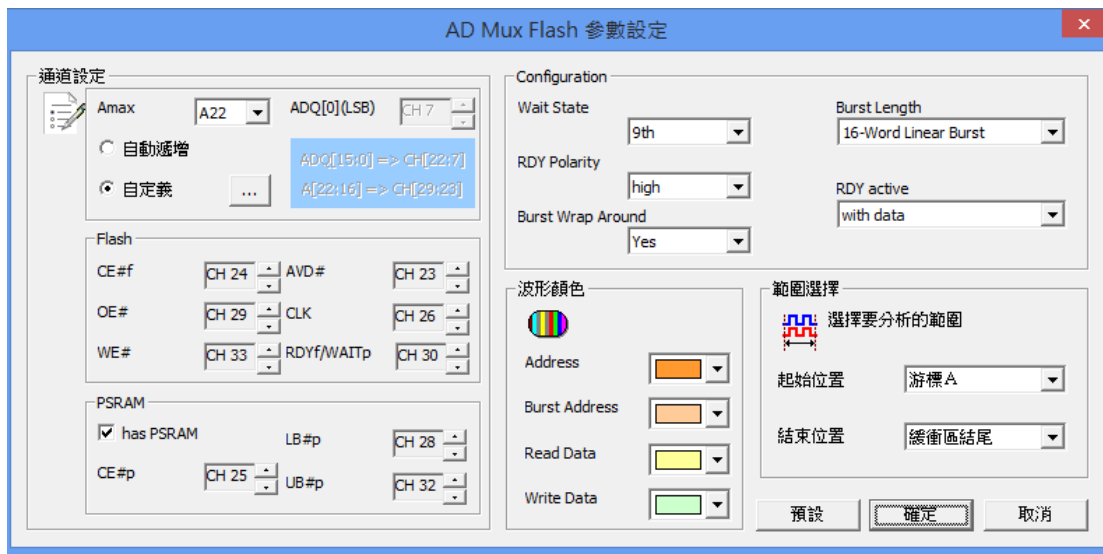 AD Mux Flash 參數設定
通道設定
Amax
A22
ADQ[0](LSB)
CH 7
自動遞增
自定義
...
ADQ[15:0] => CH[22:7]
A[22:16] => CH[29:23]
Flash
CE#f
CH 24
AVD#
CH 23
OE#
CH 29
CLK
CH 26
WE#
CH 33
RDYf/WAITp
CH 30
PSRAM
has PSRAM
LB#p
CH 28
CE#p
CH 25
UB#p
CH 32
Configuration
Wait State
9th
Burst Length
16-Word Linear Burst
RDY Polarity
high
RDY active
with data
Burst Wrap Around
Yes
波形顏色
Address
Burst Address
Read Data
Write Data
範圍選擇
選擇要分析的範圍
起始位置
游標A
結束位置
緩衝區結尾
預設
確定
取消